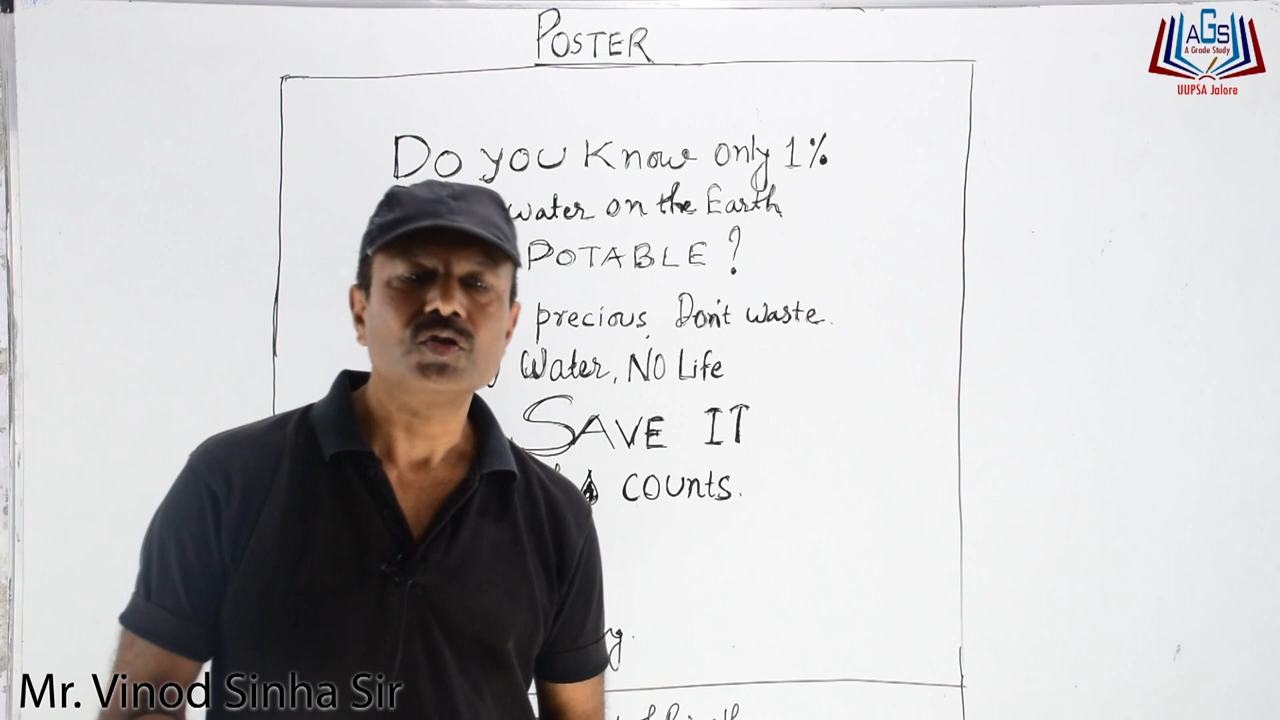 POSTER
AGS
A Grade Study
UUPSA Jalore
Do you know only 1%
water on the Earth
POTABLE ?
precious, Don't waste.
Water, NO Life
SAVE IT
counts.
Mr. Vinod Sinha Sir